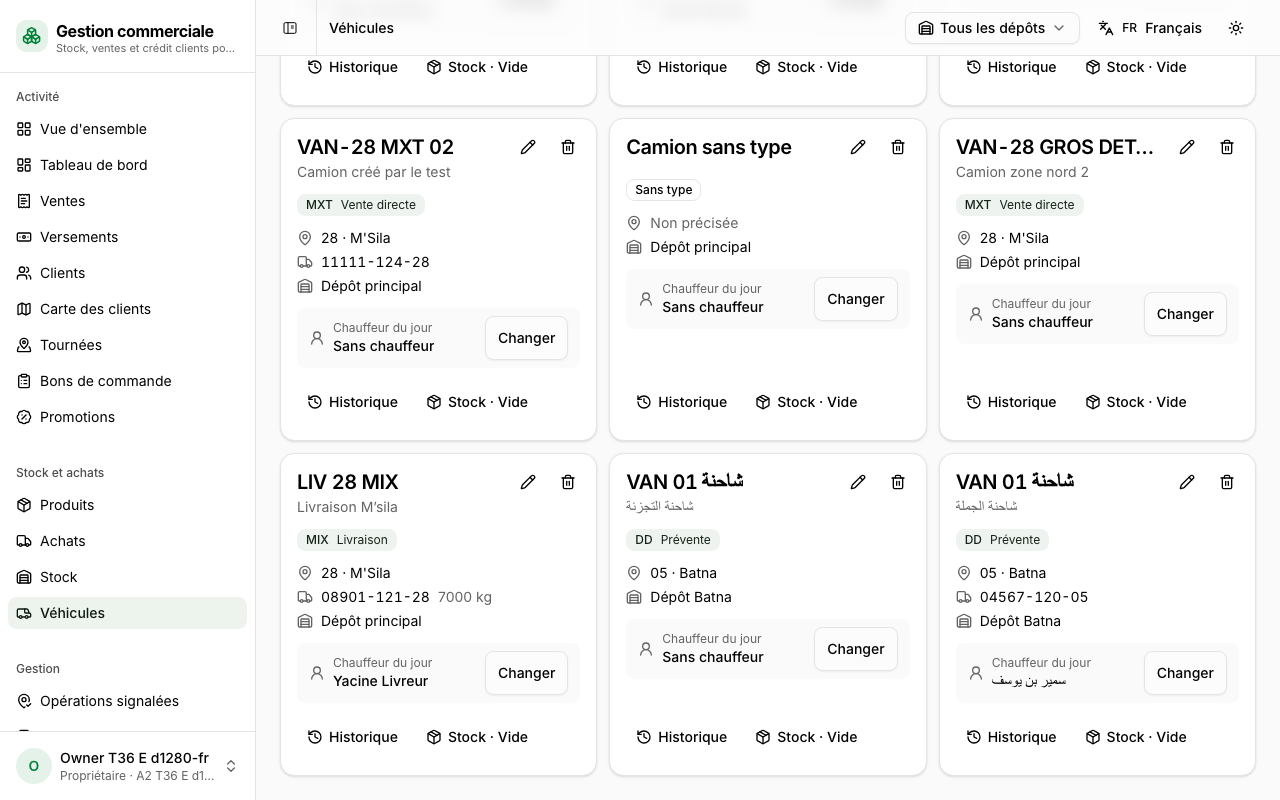 Gestion commerciale
Stock, ventes et crédit clients po...
Activité
Vue d'ensemble
Tableau de bord
Ventes
Versements
Clients
Carte des clients
Tournées
Bons de commande
Promotions
Stock et achats
Produits
Achats
Stock
Véhicules
Gestion
Opérations signalées
O
Owner T36 E d1280-fr
Propriétaire · A2 T36 E d1...
Véhicules
Tous les dépôts
FR Français
Historique Stock · Vide
Historique Stock · Vide
Historique Stock · Vide
VAN-28 MXT 02
Camion créé par le test
MXT Vente directe
28 · M'Sila
11111-124-28
Dépôt principal
Chauffeur du jour
Sans chauffeur
Changer
Historique Stock · Vide
Camion sans type
Sans type
Non précisée
Dépôt principal
Chauffeur du jour
Sans chauffeur
Changer
Historique Stock · Vide
VAN-28 GROS DET...
Camion zone nord 2
MXT Vente directe
28 · M'Sila
Dépôt principal
Chauffeur du jour
Sans chauffeur
Changer
Historique Stock · Vide
LIV 28 MIX
Livraison M'sila
MIX Livraison
28 · M'Sila
08901-121-28 7000 kg
Dépôt principal
Chauffeur du jour
Yacine Livreur
Changer
Historique Stock · Vide
VAN 01 شاحنة
شاحنة التجزئة
DD Prévente
05 · Batna
Dépôt Batna
Chauffeur du jour
Sans chauffeur
Changer
Historique Stock · Vide
VAN 01 شاحنة
شاحنة الجملة
DD Prévente
05 · Batna
04567-120-05
Dépôt Batna
Chauffeur du jour
سمير بن يوسف
Changer
Historique Stock · Vide